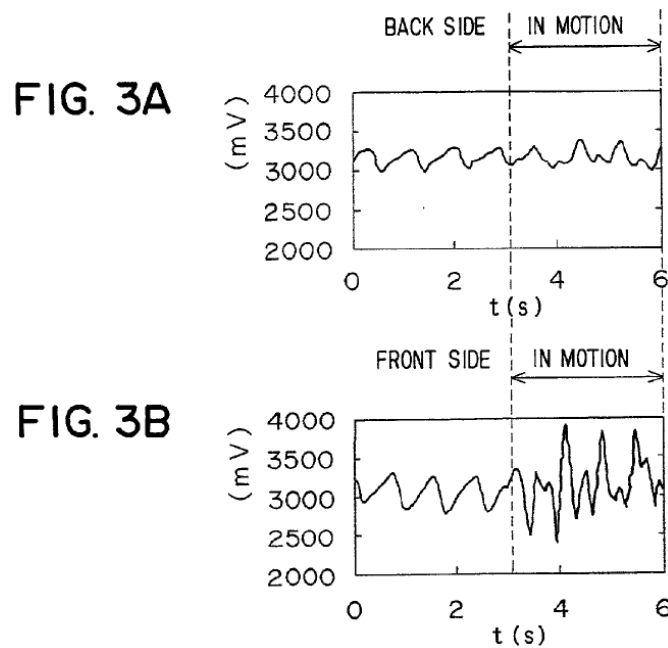 BACK SIDE IN MOTION
FIG. 3A
(mV)
4000
3500
3000
2500
2000
0 2 4 6
t(s)
FRONT SIDE IN MOTION
FIG. 3B
(mV)
4000
3500
3000
2500
2000
0 2 4 6
t(s)